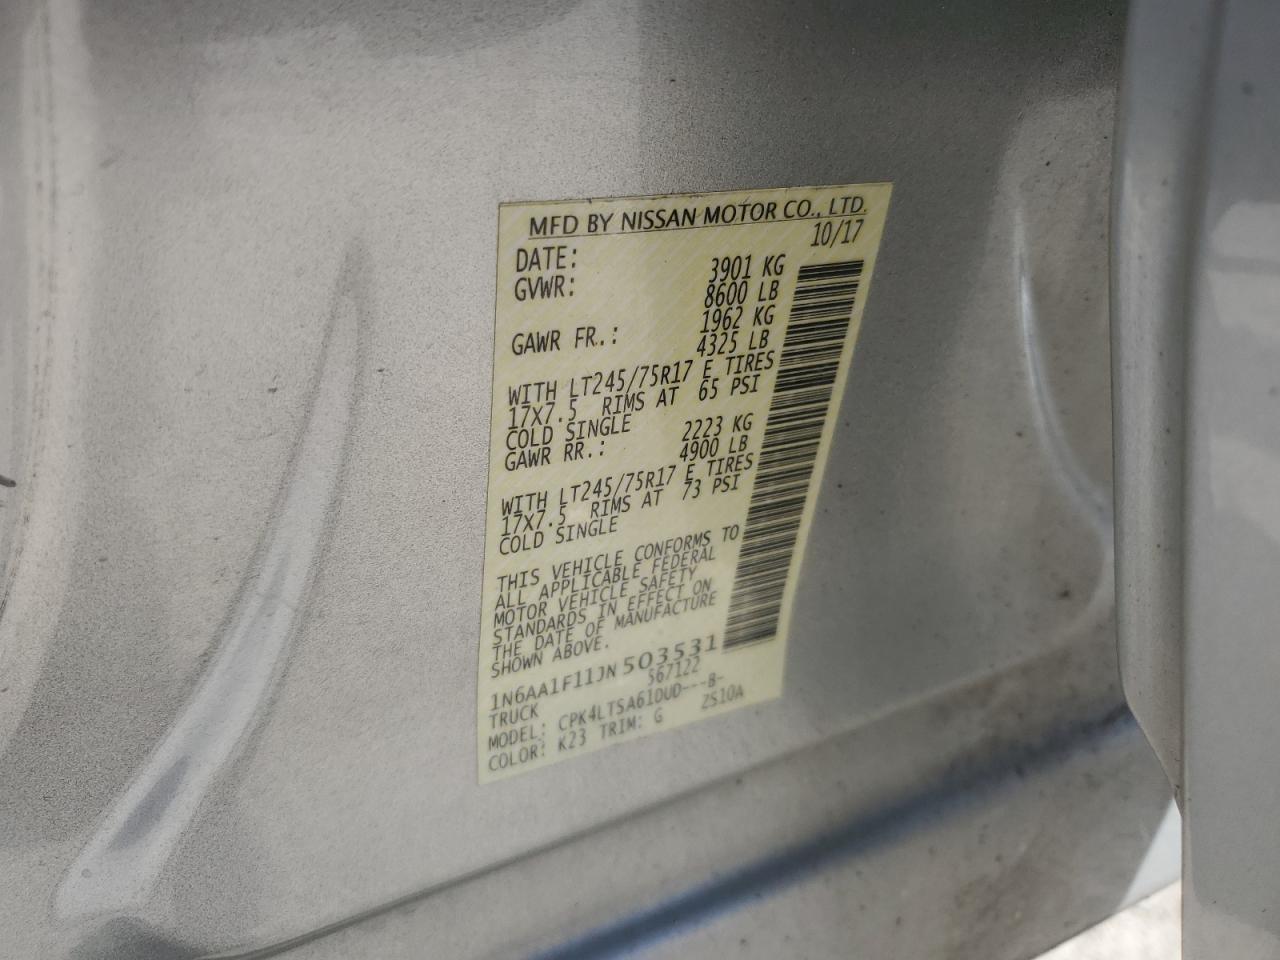 MFD BY NISSAN MOTOR CO., LTD.
DATE: 10/17
GVWR: 3901 KG
8600 LB
GAWR FR.: 1962 KG
4325 LB
WITH LT245/75R17 E TIRES
17X7.5 RIMS AT 65 PSI
COLD SINGLE
GAWR RR.: 2223 KG
4900 LB
WITH LT245/75R17 E TIRES
17X7.5 RIMS AT 73 PSI
COLD SINGLE
THIS VEHICLE CONFORMS TO
ALL APPLICABLE FEDERAL
MOTOR VEHICLE SAFETY
STANDARDS IN EFFECT ON
THE DATE OF MANUFACTURE
SHOWN ABOVE.
1N6AA1F11JN503531
TRUCK 567122
MODEL: CPK4LTSA61DUD---B-
COLOR: K23 TRIM: G ZS10A